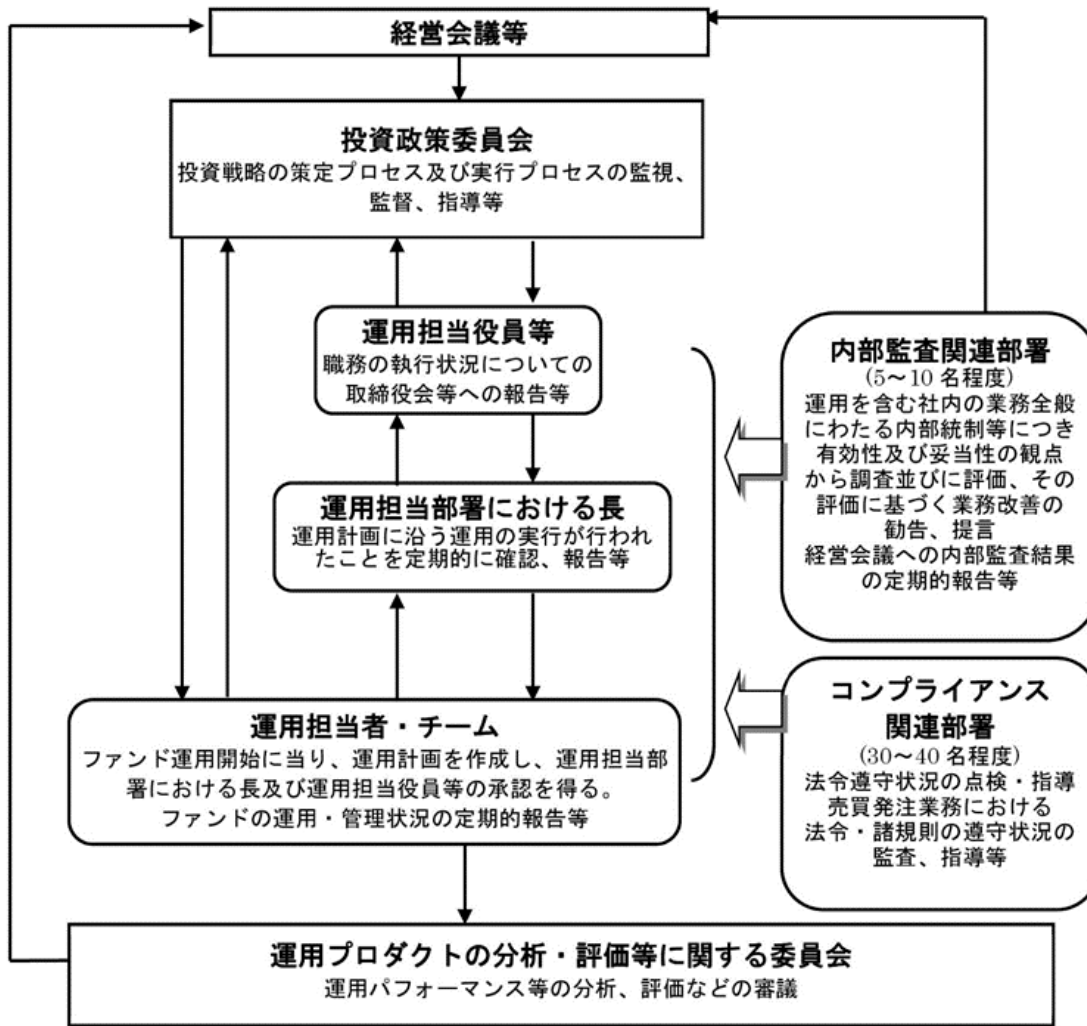 経営会議等
投資政策委員会
投資戦略の策定プロセス及び実行プロセスの監視、
監督、指導等
運用担当役員等
職務の執行状況についての
取締役会等への報告等
運用担当部署における長
運用計画に沿う運用の実行が行われ
たことを定期的に確認、報告等
運用担当者・チーム
ファンド運用開始に当り、運用計画を作成し、運用担当部
署における長及び運用担当役員等の承認を得る。
ファンドの運用・管理状況の定期的報告等
内部監査関連部署
(5～10 名程度)
運用を含む社内の業務全般
にわたる内部統制等につき
有効性及び妥当性の観点
から調査並びに評価、その
評価に基づく業務改善の
勧告、提言
経営会議への内部監査結果
の定期的報告等
コンプライアンス
関連部署
(30～40 名程度)
法令遵守状況の点検・指導
売買発注業務における
法令・諸規則の遵守状況の
監査、指導等
運用プロダクトの分析・評価等に関する委員会
運用パフォーマンス等の分析、評価などの審議